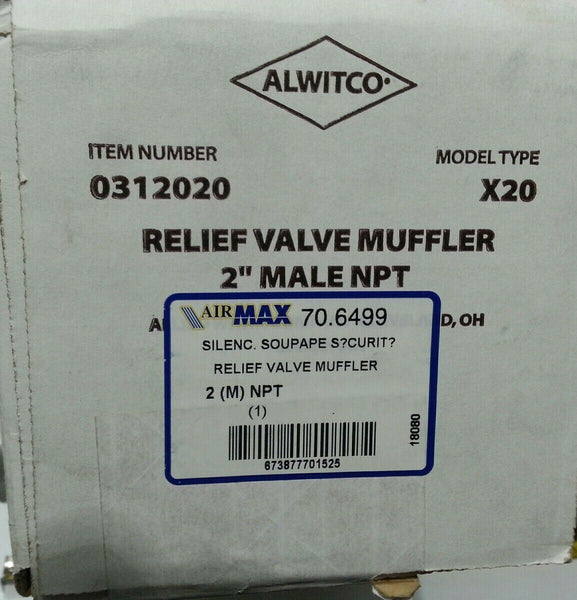 ALWITCO
ITEM NUMBER
0312020
MODEL TYPE
X20
RELIEF VALVE MUFFLER
2" MALE NPT
D, OH
AIRMAX 70.6499
SILENC. SOUPAPE S?CURIT?
RELIEF VALVE MUFFLER
2 (M) NPT
(1)
18080
673877701525